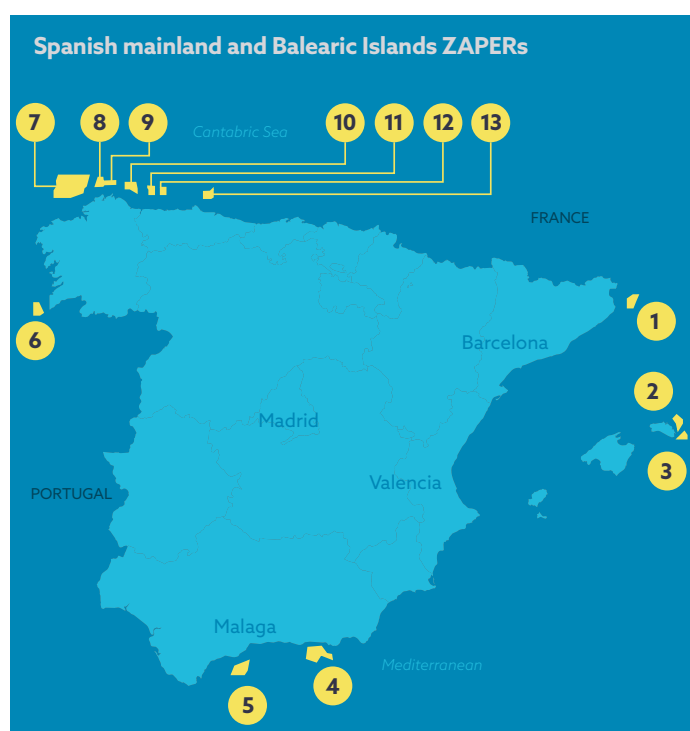 Spanish mainland and Balearic Islands ZAPERs
7
8
9
Cantabric Sea
10
11
12
13
FRANCE
6
1
Barcelona
2
Madrid
3
Valencia
PORTUGAL
Malaga
Mediterranean
4
5